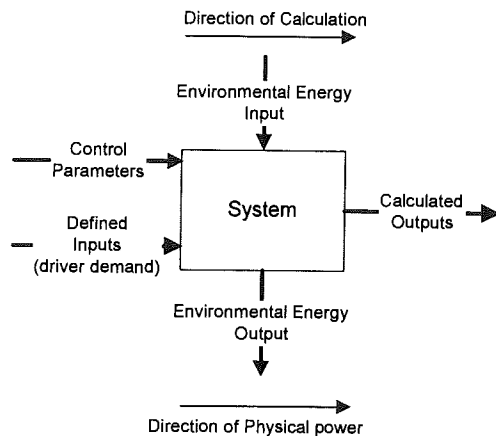 Direction of Calculation
Environmental Energy
Input
Control
Parameters
Defined
Inputs
(driver demand)
System
Calculated
Outputs
Environmental Energy
Output
Direction of Physical power